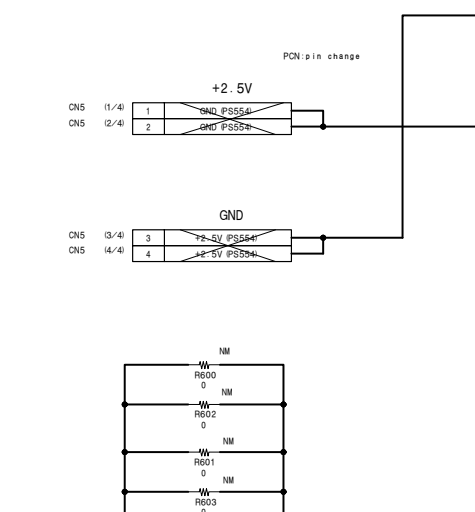 PCN:pin change
+2.5V
CN5 (1/4) 1 GND (PS554)
CN5 (2/4) 2 GND (PS554)
GND
CN5 (3/4) 3 +2.5V (PS554)
CN5 (4/4) 4 +2.5V (PS554)
NM
R600
0
NM
R602
0
NM
R601
0
NM
R603
0